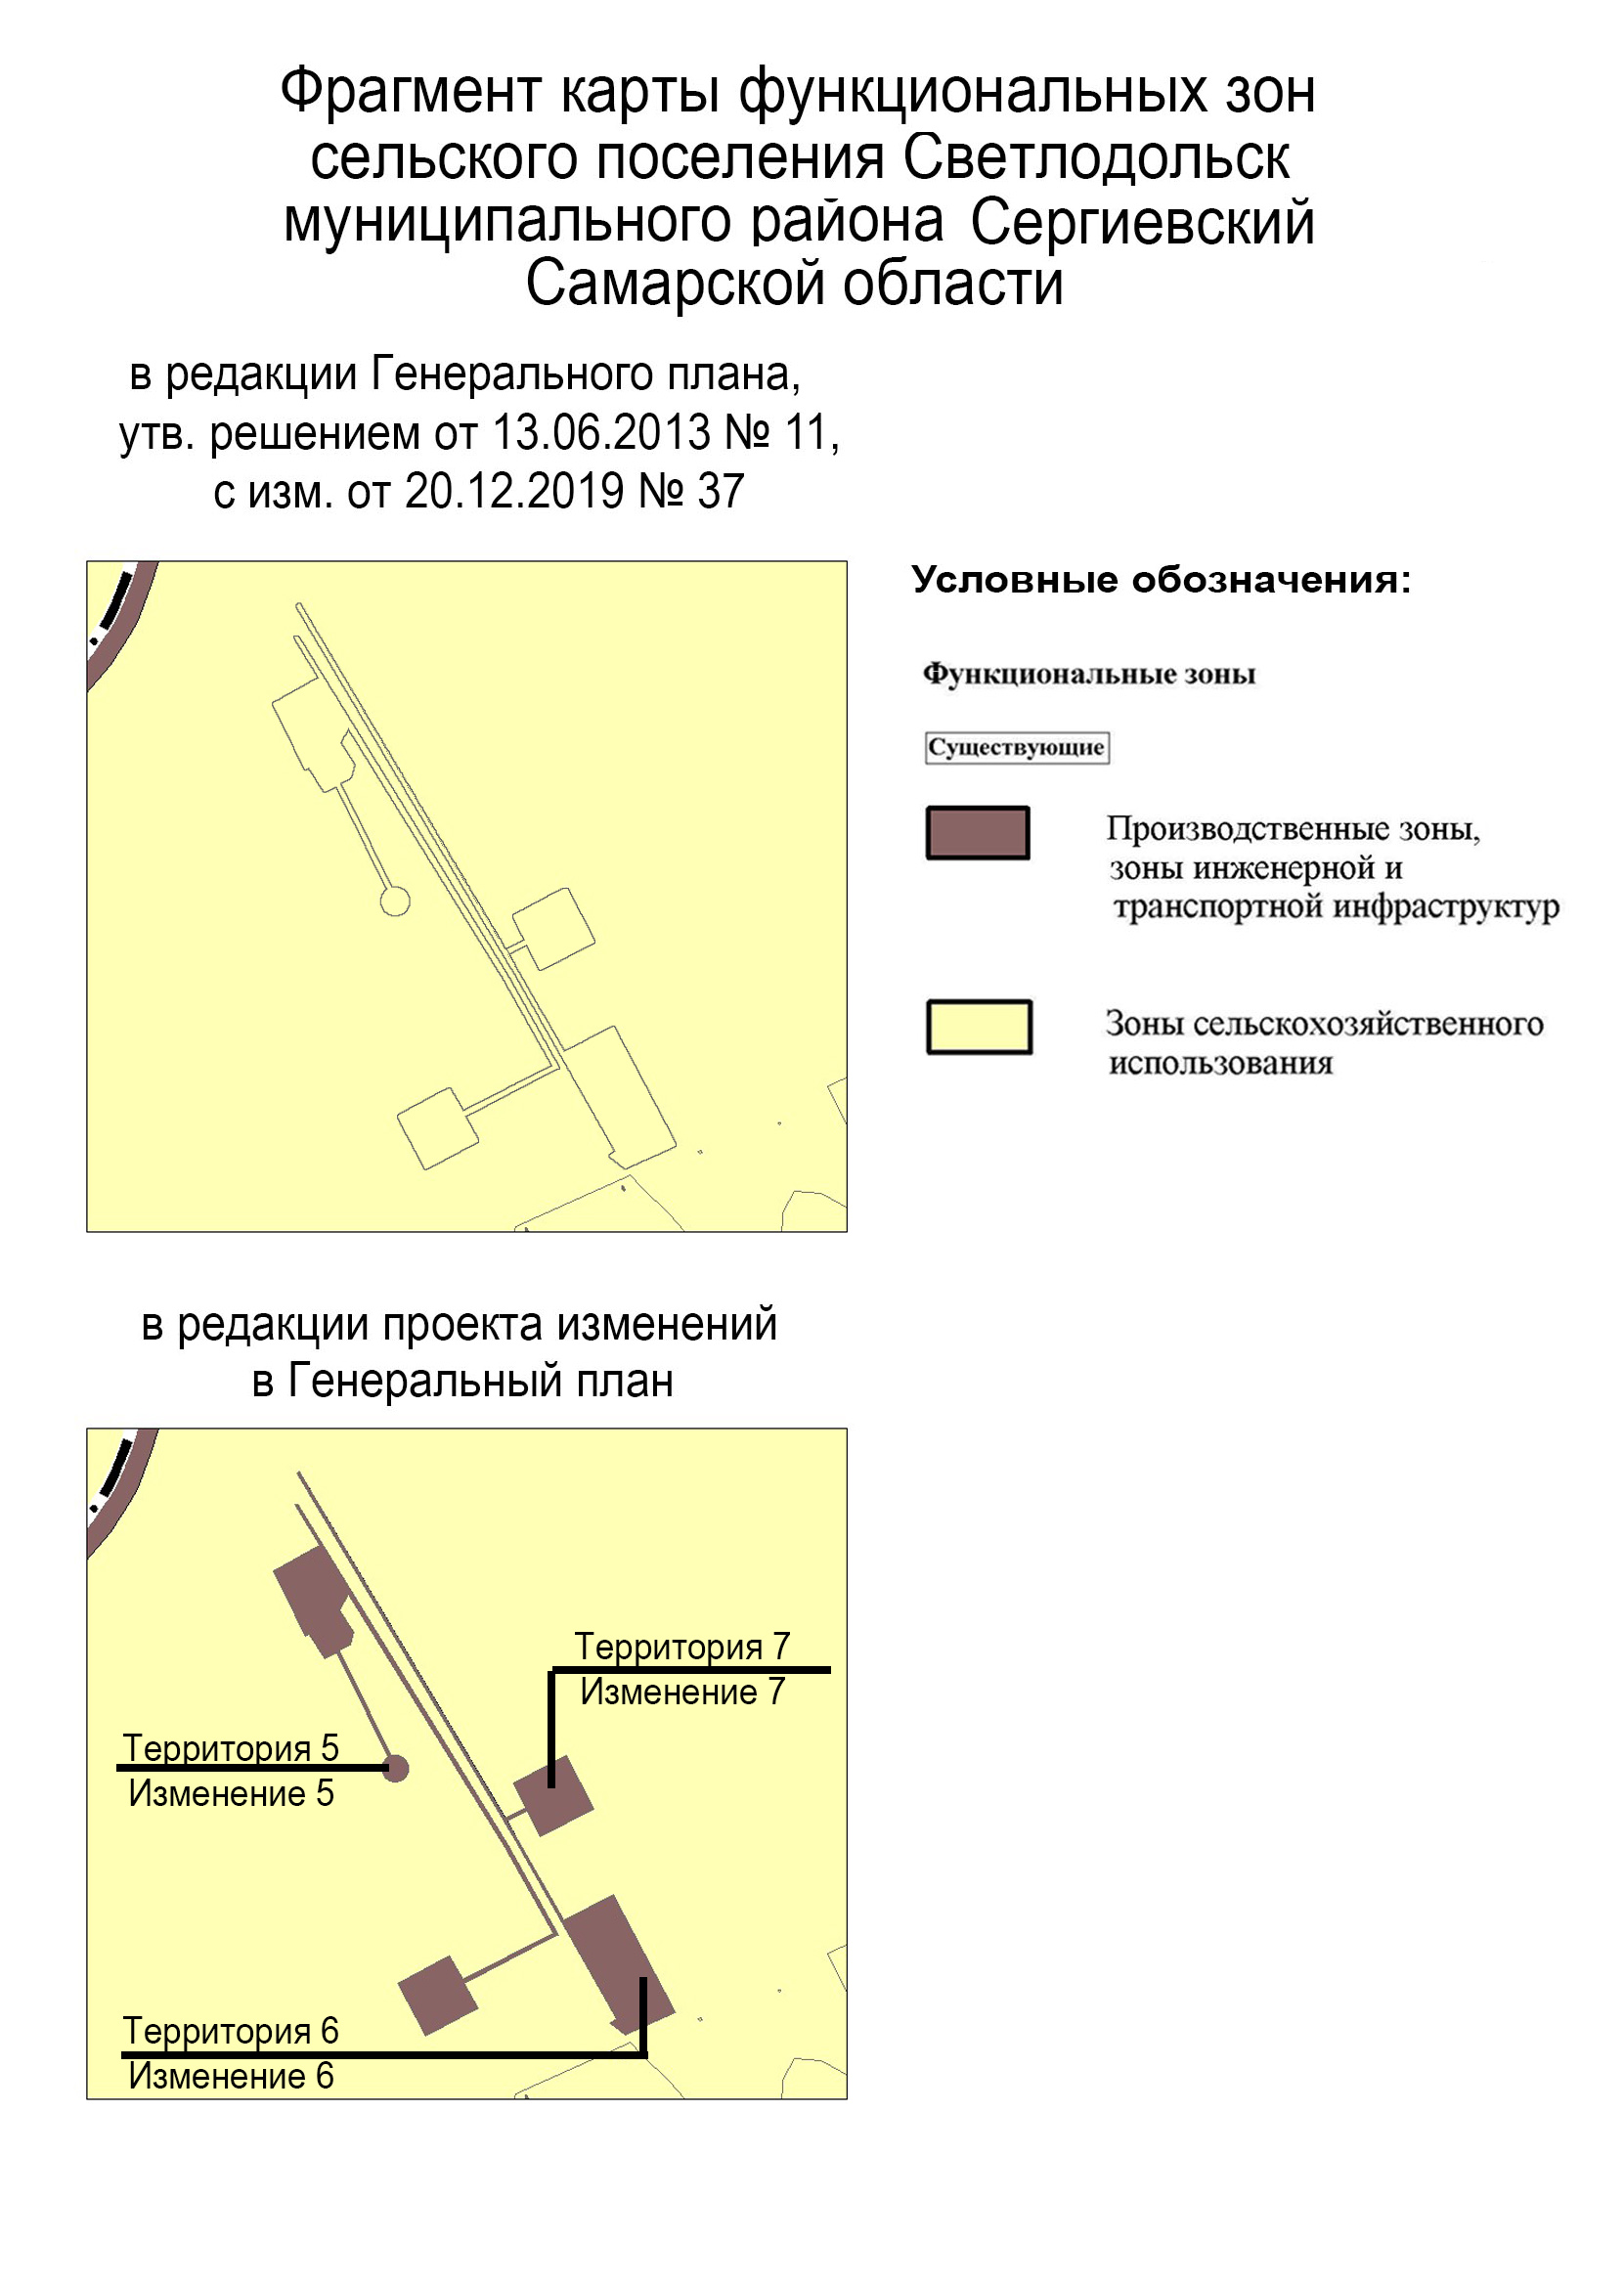 Фрагмент карты функциональных зон
сельского поселения Светлодольск
муниципального района Сергиевский
Самарской области
в редакции Генерального плана,
утв. решением от 13.06.2013 № 11,
с изм. от 20.12.2019 № 37
Условные обозначения:
Функциональные зоны
Существующие
Производственные зоны,
зоны инженерной и
транспортной инфраструктур
Зоны сельскохозяйственного
использования
в редакции проекта изменений
в Генеральный план
Территория 7
Изменение 7
Территория 5
Изменение 5
Территория 6
Изменение 6